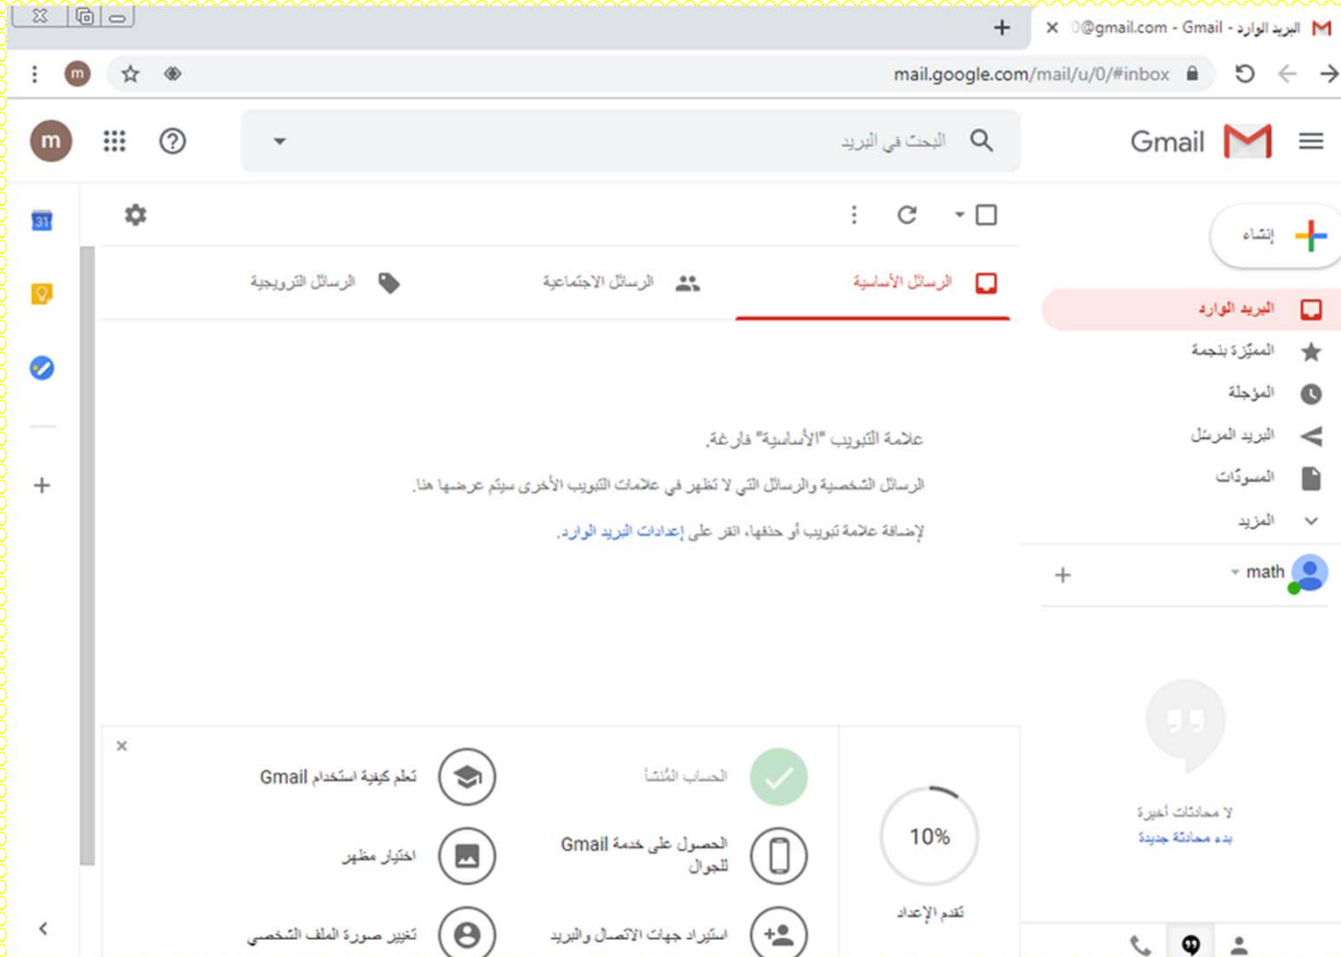 البريد الوارد - @gmail.com - Gmail
mail.google.com/mail/u/0/#inbox
m
Gmail
البحث في البريد
m
إنشاء
31
الرسائل الأساسية
الرسائل الاجتماعية
الرسائل الترويجية
البريد الوارد
المميّزة بنجمة
المؤجلة
البريد المرسَل
المسودّات
المزيد
math
علامة التّبويب "الأساسية" فارغة.
الرسائل الشخصية والرسائل التي لا تظهر في علامات التبويب الأخرى سيتم عرضها هنا.
لإضافة علامة تبويب أو حذفها، انقر على إعدادات البريد الوارد.
لا محادثات أخيرة
بدء محادثة جديدة
10%
تقدم الإعداد
الحساب المُنشأ
تعلم كيفية استخدام Gmail
الحصول على خدمة Gmail
للجوال
اختيار مظهر
استيراد جهات الاتصال والبريد
تغيير صورة الملف الشخصي